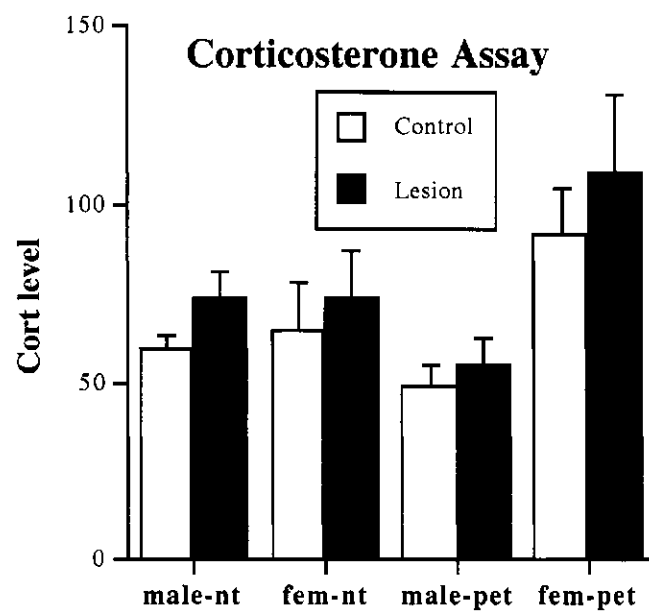 Corticosterone Assay
Control
Lesion
Cort level
150
100
50
0
male-nt fem-nt male-pet fem-pet